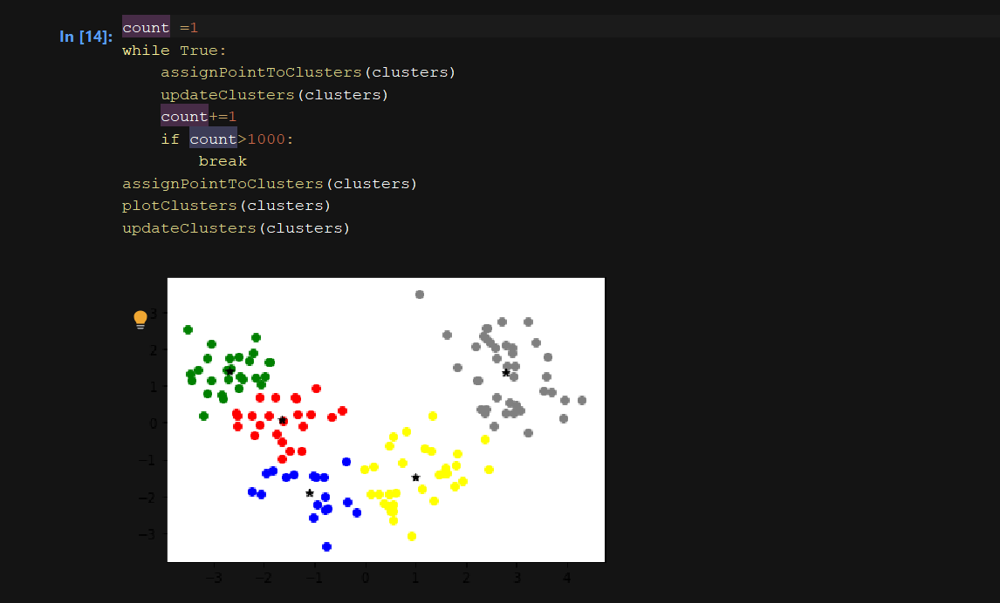 In [14]:
count =1
while True:
    assignPointToClusters(clusters)
    updateClusters(clusters)
    count+=1
    if count>1000:
        break
assignPointToClusters(clusters)
plotClusters(clusters)
updateClusters(clusters)
3
2
1
0
−1
−2
−3
−3 −2 −1 0 1 2 3 4